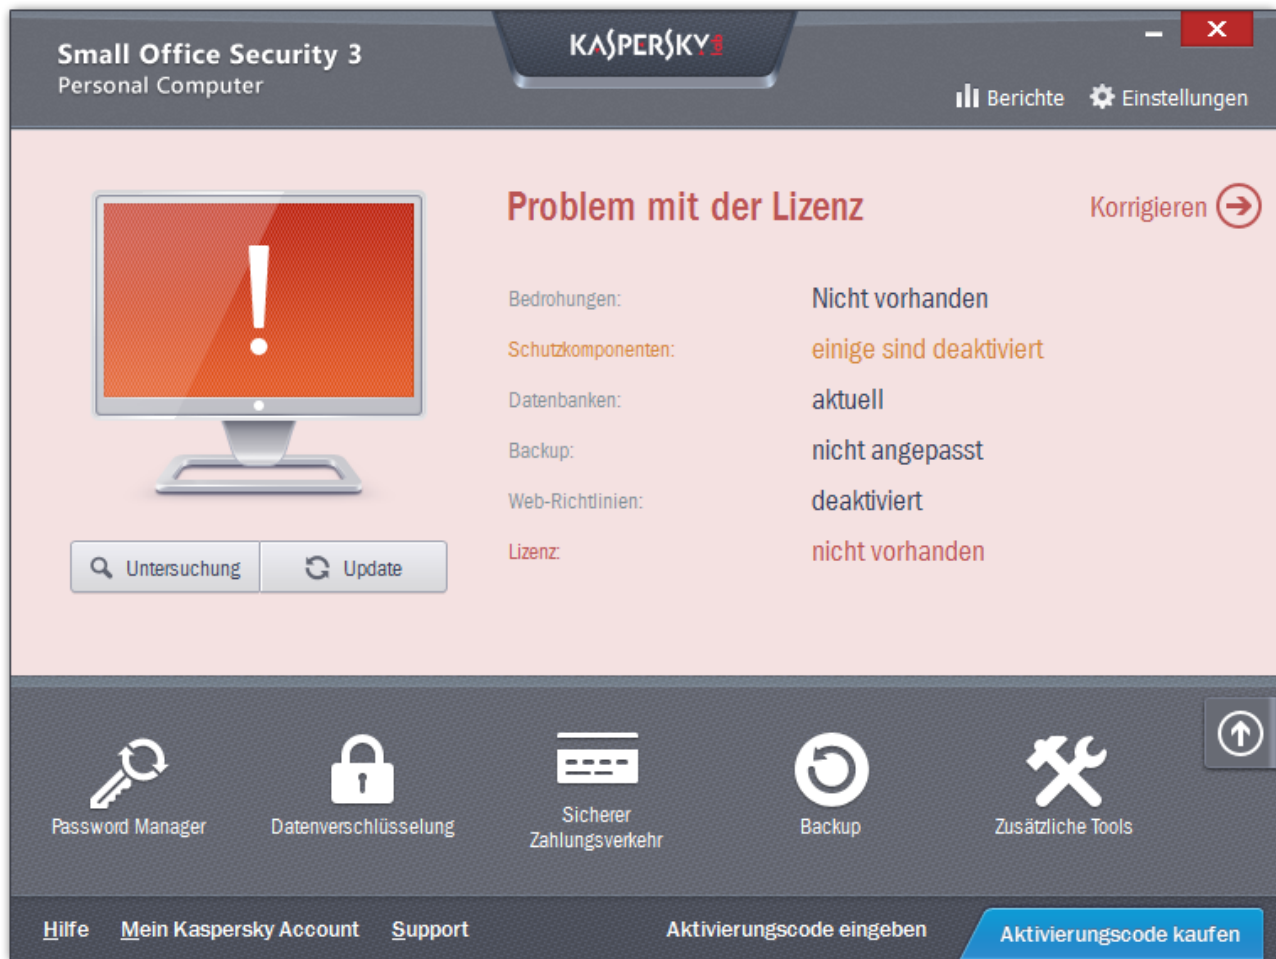 Small Office Security 3
Personal Computer
KASPERSKY lab
Berichte Einstellungen
Problem mit der Lizenz
Korrigieren
Bedrohungen: Nicht vorhanden
Schutzkomponenten: einige sind deaktiviert
Datenbanken: aktuell
Backup: nicht angepasst
Web-Richtlinien: deaktiviert
Lizenz: nicht vorhanden
Untersuchung Update
Password Manager
Datenverschlüsselung
Sicherer
Zahlungsverkehr
Backup
Zusätzliche Tools
Hilfe Mein Kaspersky Account Support Aktivierungscode eingeben Aktivierungscode kaufen